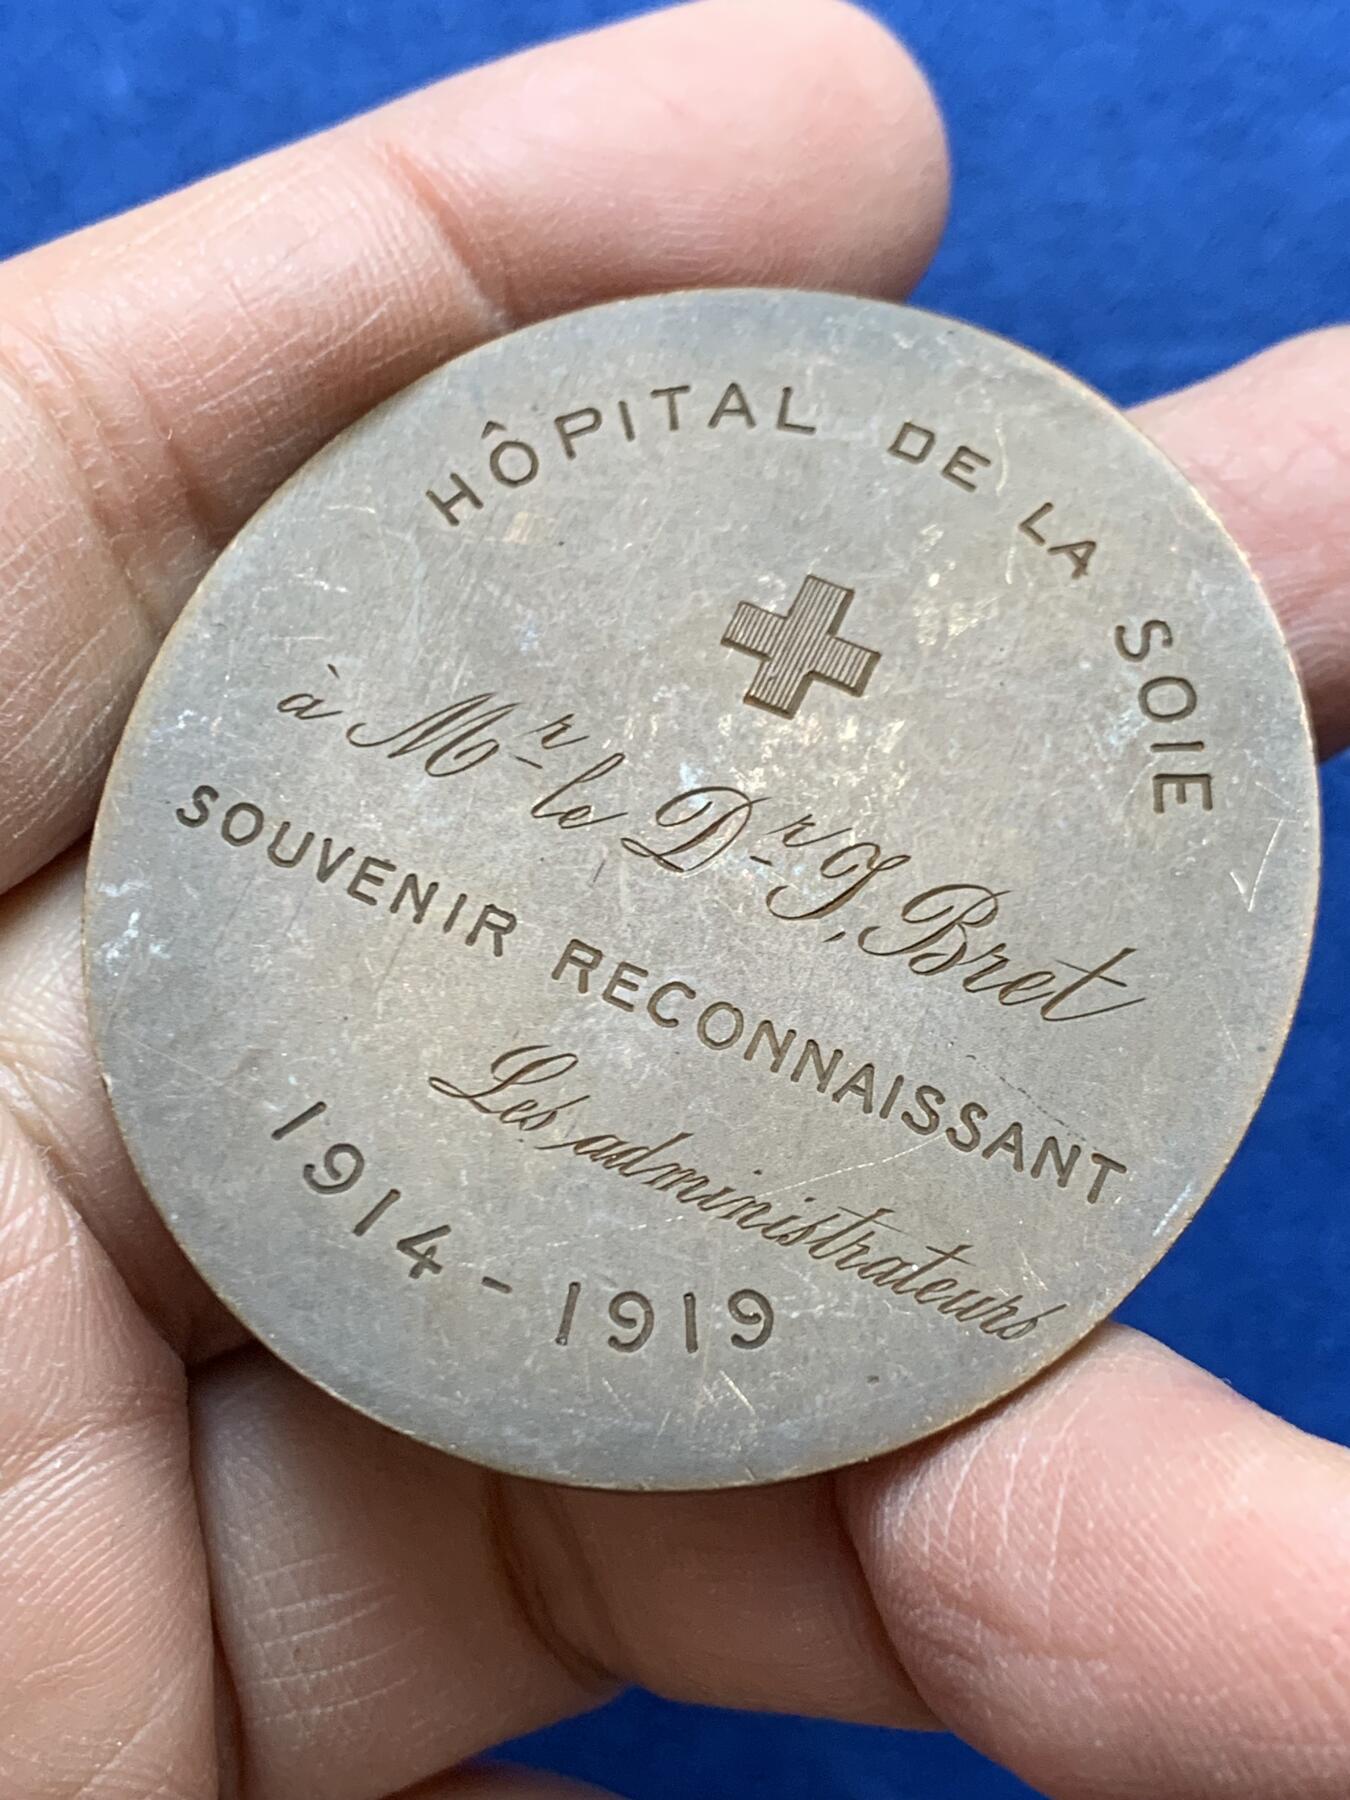 HÔPITAL DE LA SOIE
à Mr le Dr J, Bret
SOUVENIR RECONNAISSANT
Les administrateurs
1914-1919